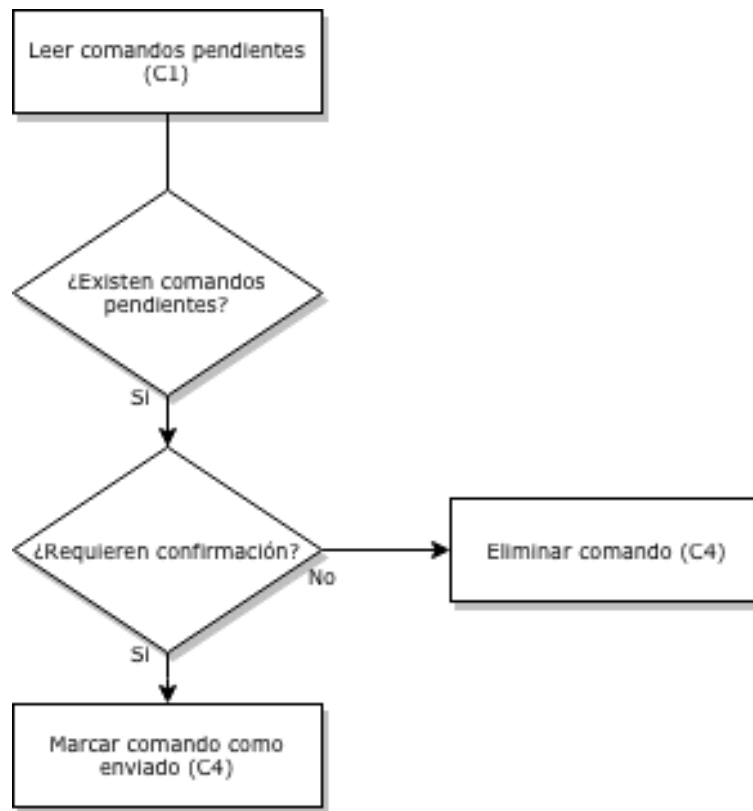 Leer comandos pendientes
(C1)
¿Existen comandos
pendientes?
Si
¿Requieren confirmación?
No
Eliminar comando (C4)
Si
Marcar comando como
enviado (C4)